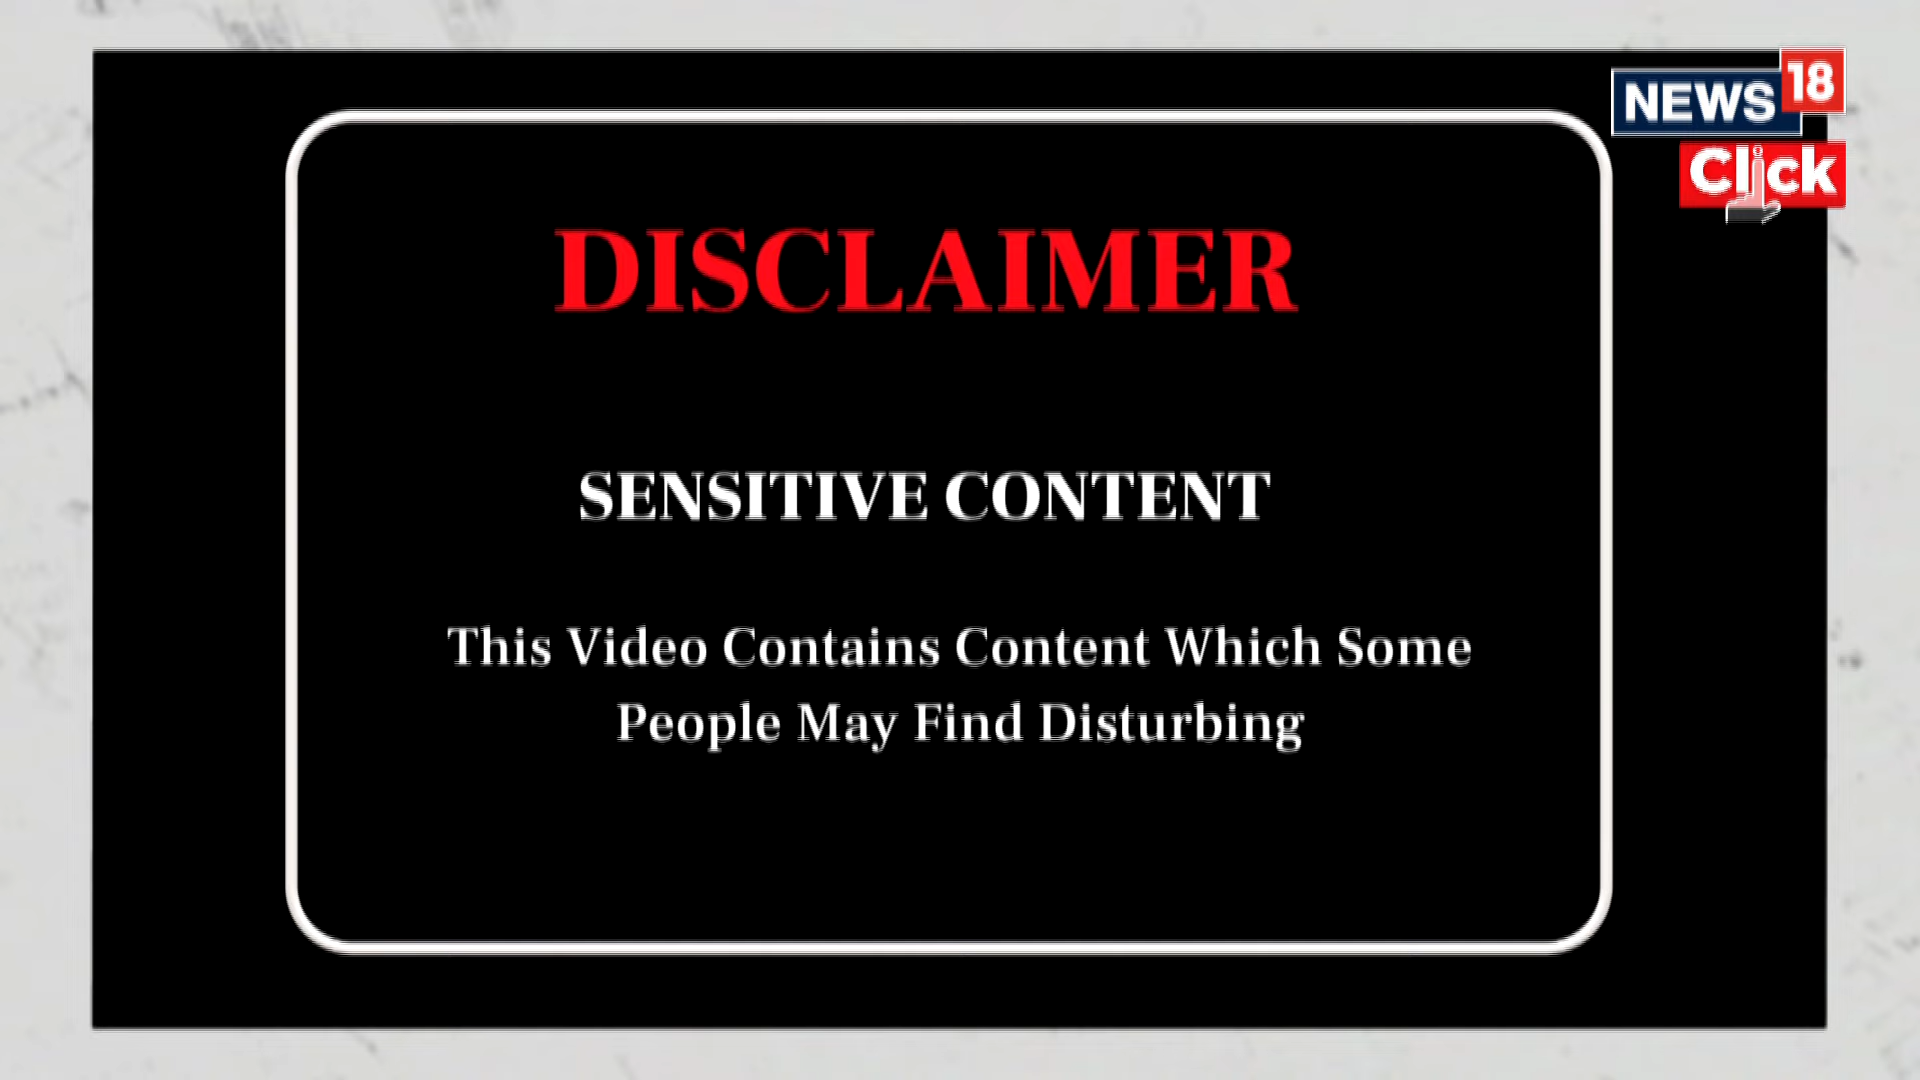 NEWS 18
Click
DISCLAIMER
SENSITIVE CONTENT
This Video Contains Content Which Some
People May Find Disturbing